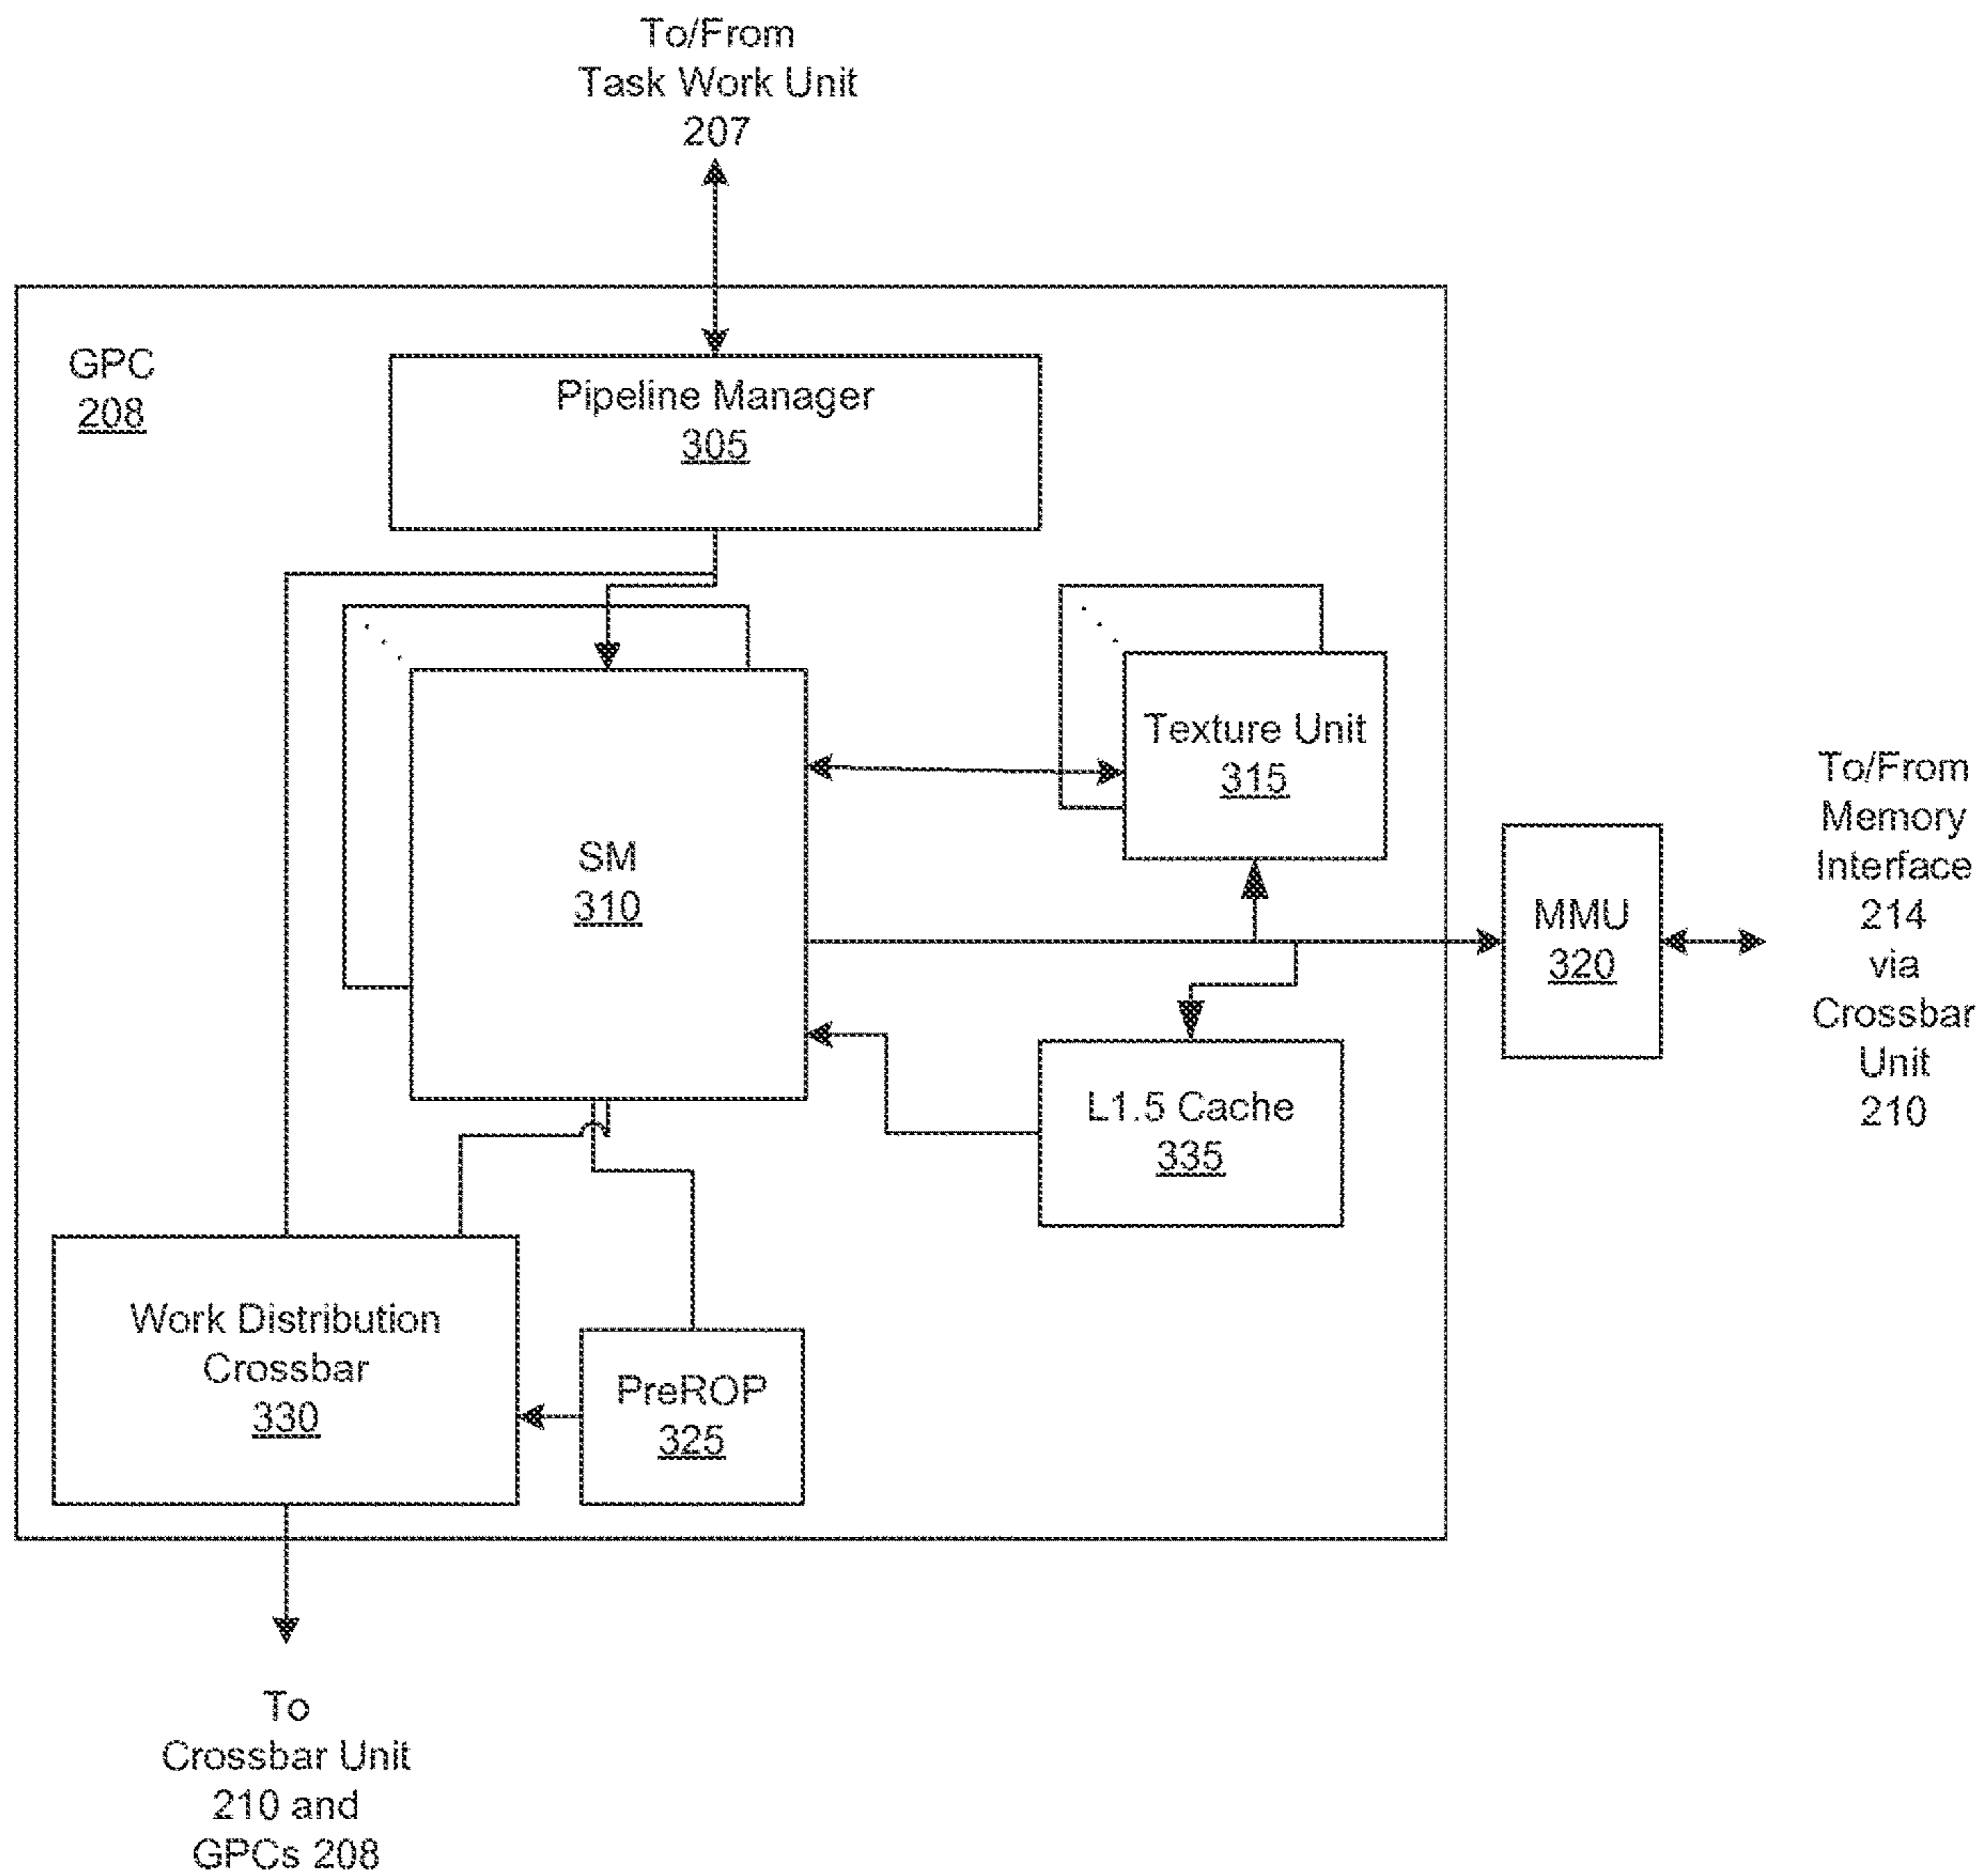 To/From
Task Work Unit
207
GPC
208
Pipeline Manager
305
Texture Unit
315
SM
310
To/From
Memory
Interface
214
via
Crossbar
Unit
210
MMU
320
L1.5 Cache
335
Work Distribution
Crossbar
330
PreROP
325
To
Crossbar Unit
210 and
GPCs 208